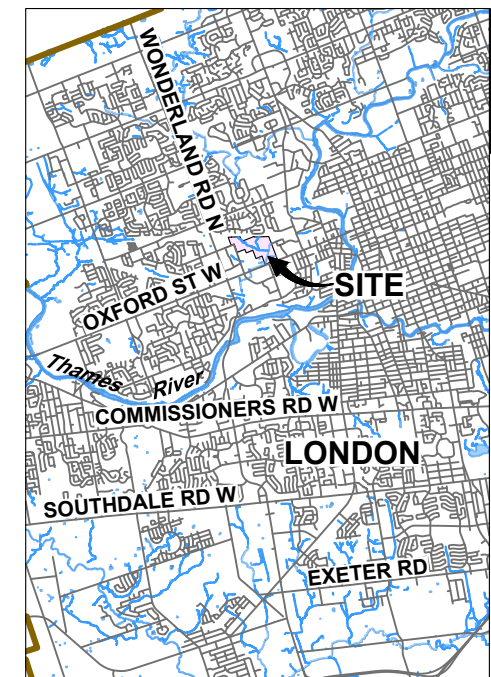 WONDERLAND RD N
SITE
OXFORD ST W
Thames River
COMMISSIONERS RD W
LONDON
SOUTHDALE RD W
EXETER RD